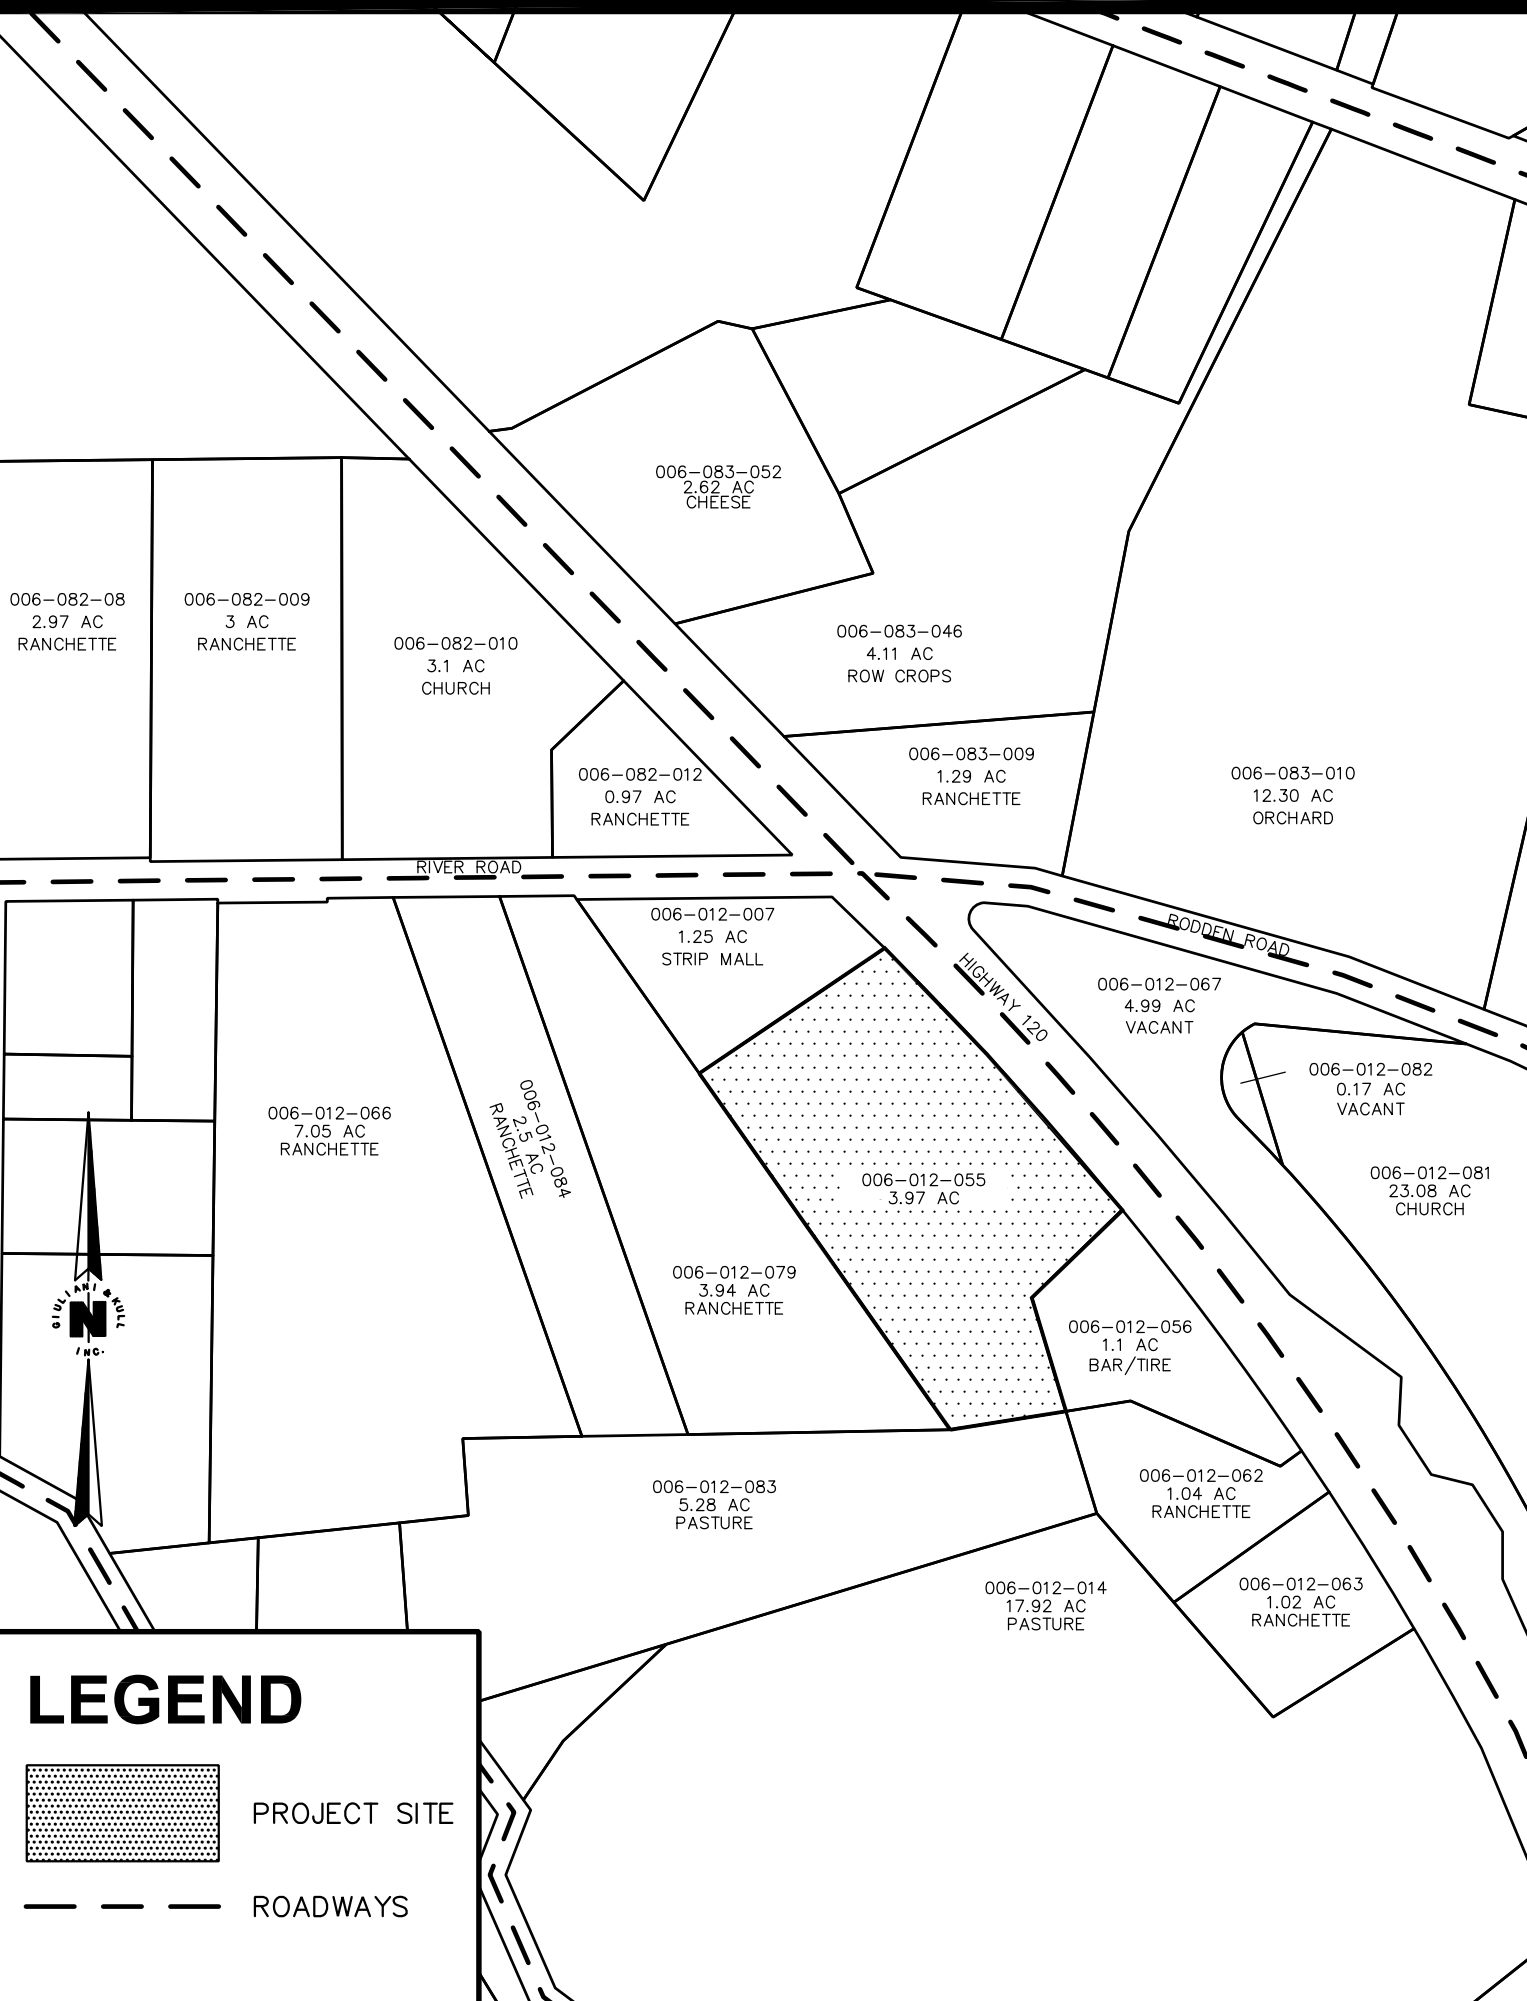 006-083-052
2.62 AC
CHEESE
006-082-08
2.97 AC
RANCHETTE
006-082-009
3 AC
RANCHETTE
006-082-010
3.1 AC
CHURCH
006-083-046
4.11 AC
ROW CROPS
006-082-012
0.97 AC
RANCHETTE
006-083-009
1.29 AC
RANCHETTE
006-083-010
12.30 AC
ORCHARD
RIVER ROAD
006-012-007
1.25 AC
STRIP MALL
RODDEN ROAD
HIGHWAY 120
006-012-067
4.99 AC
VACANT
006-012-082
0.17 AC
VACANT
006-012-066
7.05 AC
RANCHETTE
006-012-084
2.5 AC
RANCHETTE
006-012-055
3.97 AC
006-012-081
23.08 AC
CHURCH
006-012-079
3.94 AC
RANCHETTE
006-012-056
1.1 AC
BAR/TIRE
GIULIANI & KULL
N
INC.
006-012-083
5.28 AC
PASTURE
006-012-062
1.04 AC
RANCHETTE
006-012-014
17.92 AC
PASTURE
006-012-063
1.02 AC
RANCHETTE
LEGEND
PROJECT SITE
ROADWAYS